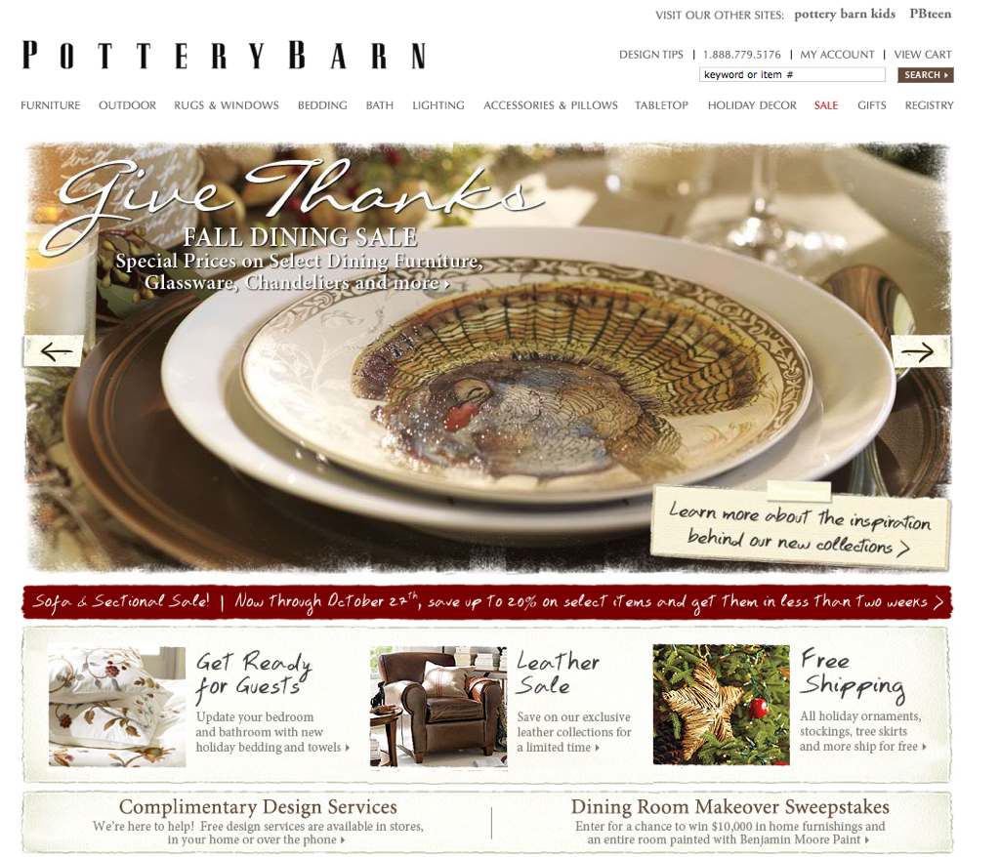 VISIT OUR OTHER SITES: pottery barn kids PBteen
POTTERY BARN
DESIGN TIPS | 1.888.779.5176 | MY ACCOUNT | VIEW CART
keyword or item # SEARCH
FURNITURE OUTDOOR RUGS & WINDOWS BEDDING BATH LIGHTING ACCESSORIES & PILLOWS TABLETOP HOLIDAY DECOR SALE GIFTS REGISTRY
Give Thanks
FALL DINING SALE
Special Prices on Select Dining Furniture,
Glassware, Chandeliers and more
Learn more about the inspiration
behind our new collections >
Sofa & Sectional Sale! | Now through October 27th, save up to 20% on select items and get them in less than two weeks >
Get Ready
for Guests
Update your bedroom
and bathroom with new
holiday bedding and towels
Leather
Sale
Save on our exclusive
leather collections for
a limited time
Free
Shipping
All holiday ornaments,
stockings, tree skirts
and more ship for free
Complimentary Design Services
We're here to help! Free design services are available in stores,
in your home or over the phone
Dining Room Makeover Sweepstakes
Enter for a chance to win $10,000 in home furnishings and
an entire room painted with Benjamin Moore Paint